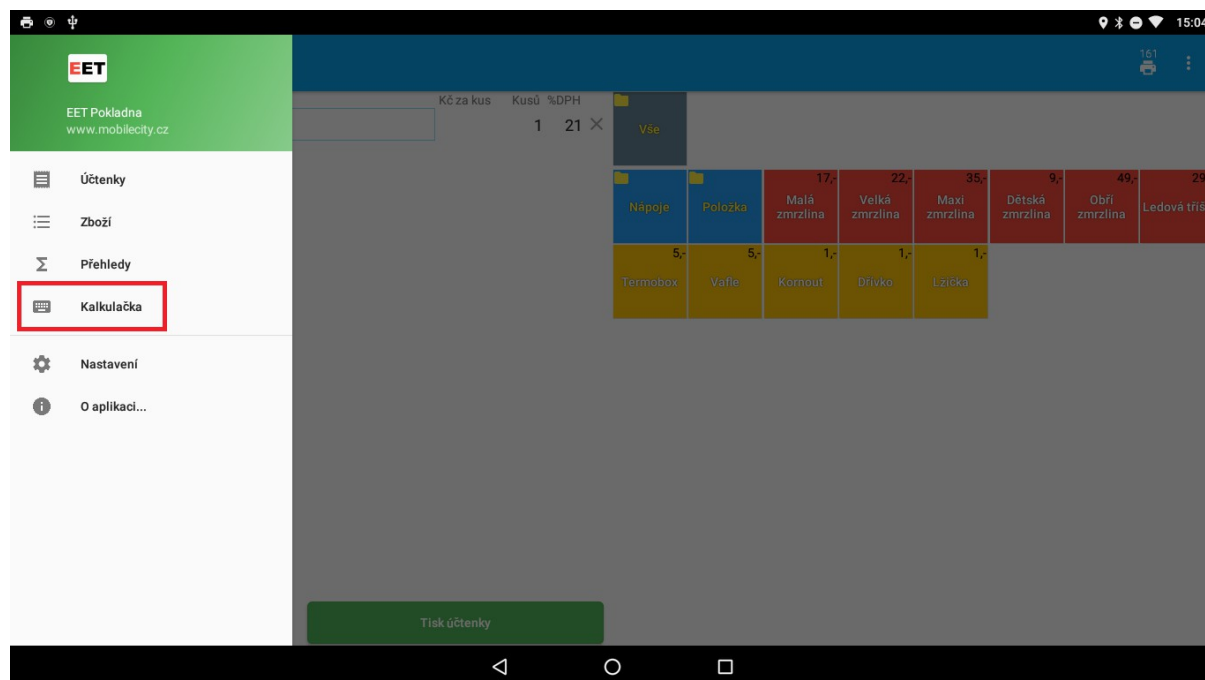 15:04
EET
EET Pokladna
www.mobilecity.cz
Účtenky
Zboží
Přehledy
Kalkulačka
Nastavení
O aplikaci...
161
Kč za kus Kusů %DPH
1 21
Tisk účtenky
Vše
Nápoje
Položka
17,-
Malá
zmrzlina
22,-
Velká
zmrzlina
35,-
Maxi
zmrzlina
9,-
Dětská
zmrzlina
49,-
Obří
zmrzlina
29
Ledová tříš
5,-
Termobox
5,-
Vafle
1,-
Kornout
1,-
Dřívko
1,-
Lžička